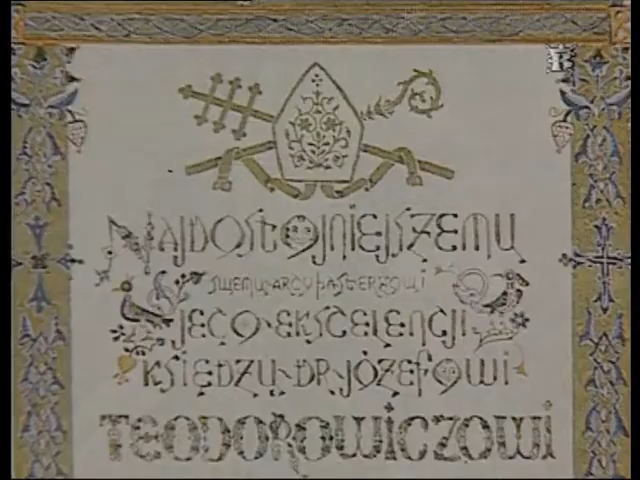 Najdostojniejszemu
swemu arcypasterzowi
jego ekscelencji
księdzu dr józefowi
Teodorowiczowi